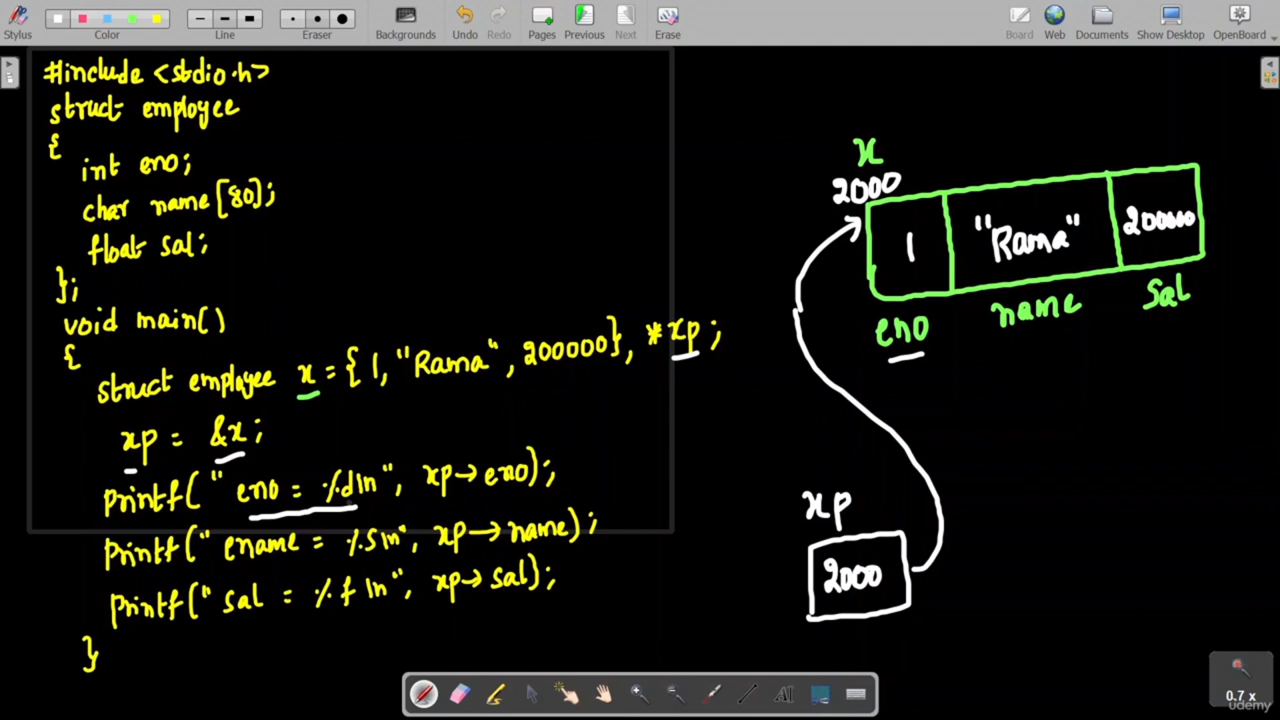 Stylus
Color
Line
Eraser
Backgrounds
Undo
Redo
Pages
Previous
Next
Erase
Board
Web
Documents
Show Desktop
OpenBoard
#include <stdio.h>
struct employee
{
int eno;
char name[80];
float sal;
};
void main()
{
struct employee x = { 1, "Rama", 200000}, *xp;
xp = &x;
printf(" eno = %d\n", xp→eno);
printf(" ename = %s\n", xp→name);
printf(" sal = %f \n", xp→sal);
}
x
2000
1 "Rama" 200000
eno name sal
xp
2000
AI
0.7 x
udemy